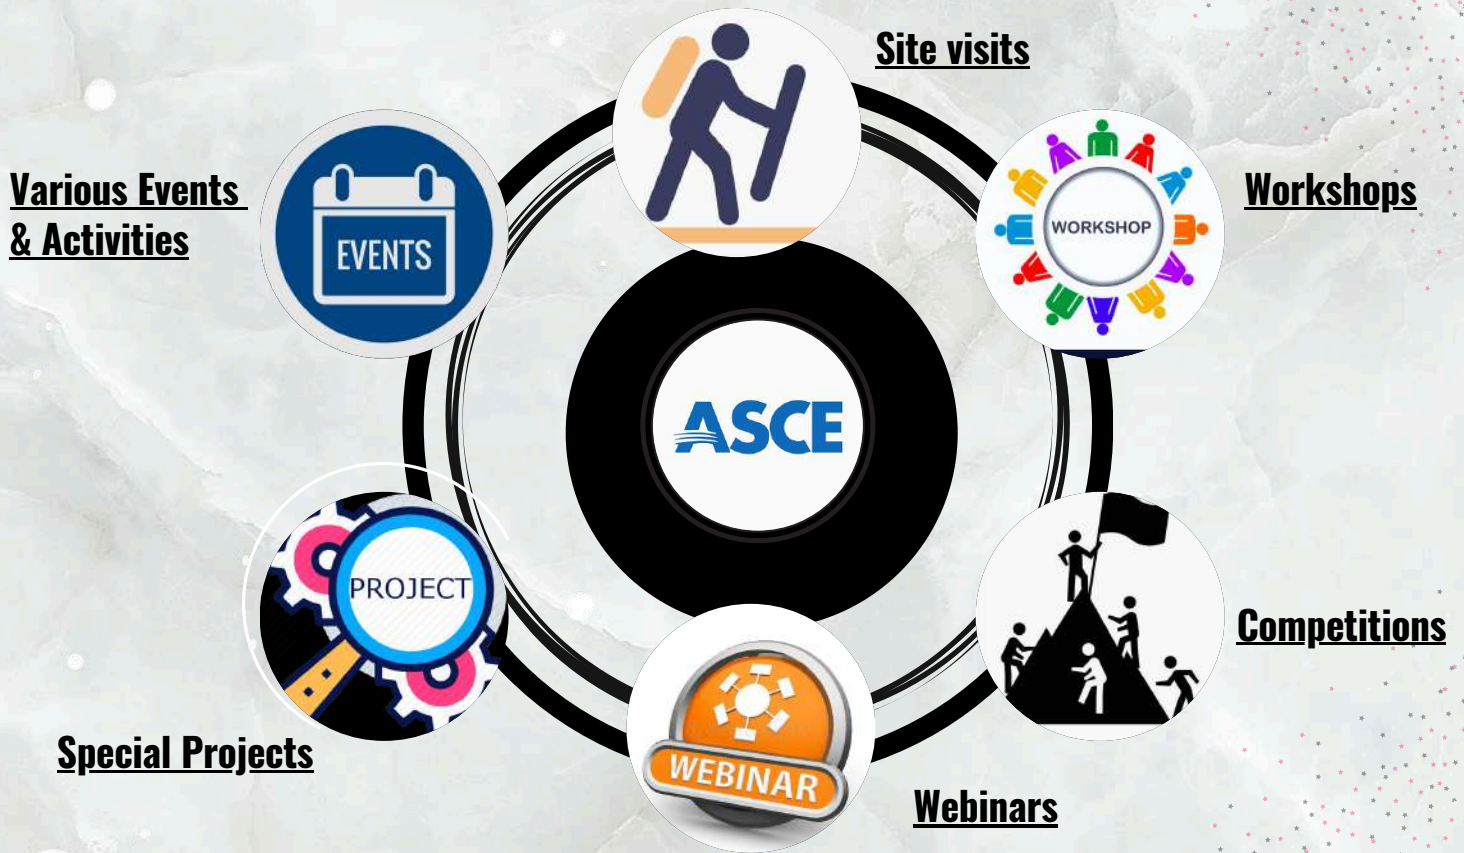 Site visits
Various Events
& Activities
EVENTS
WORKSHOP
Workshops
ASCE
PROJECT
Competitions
Special Projects
WEBINAR
Webinars